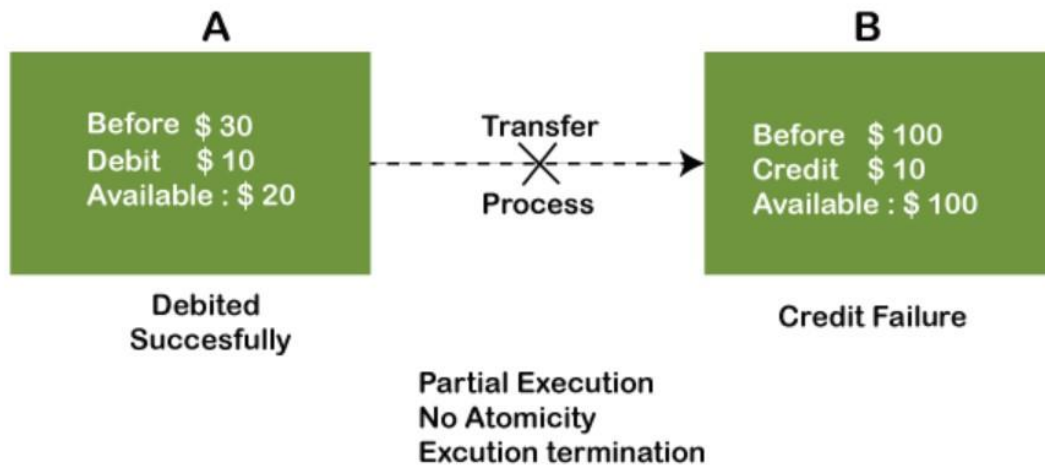 A
Before $ 30
Debit $ 10
Available : $ 20
Debited
Succesfully
Transfer
Process
B
Before $ 100
Credit $ 10
Available : $ 100
Credit Failure
Partial Execution
No Atomicity
Excution termination